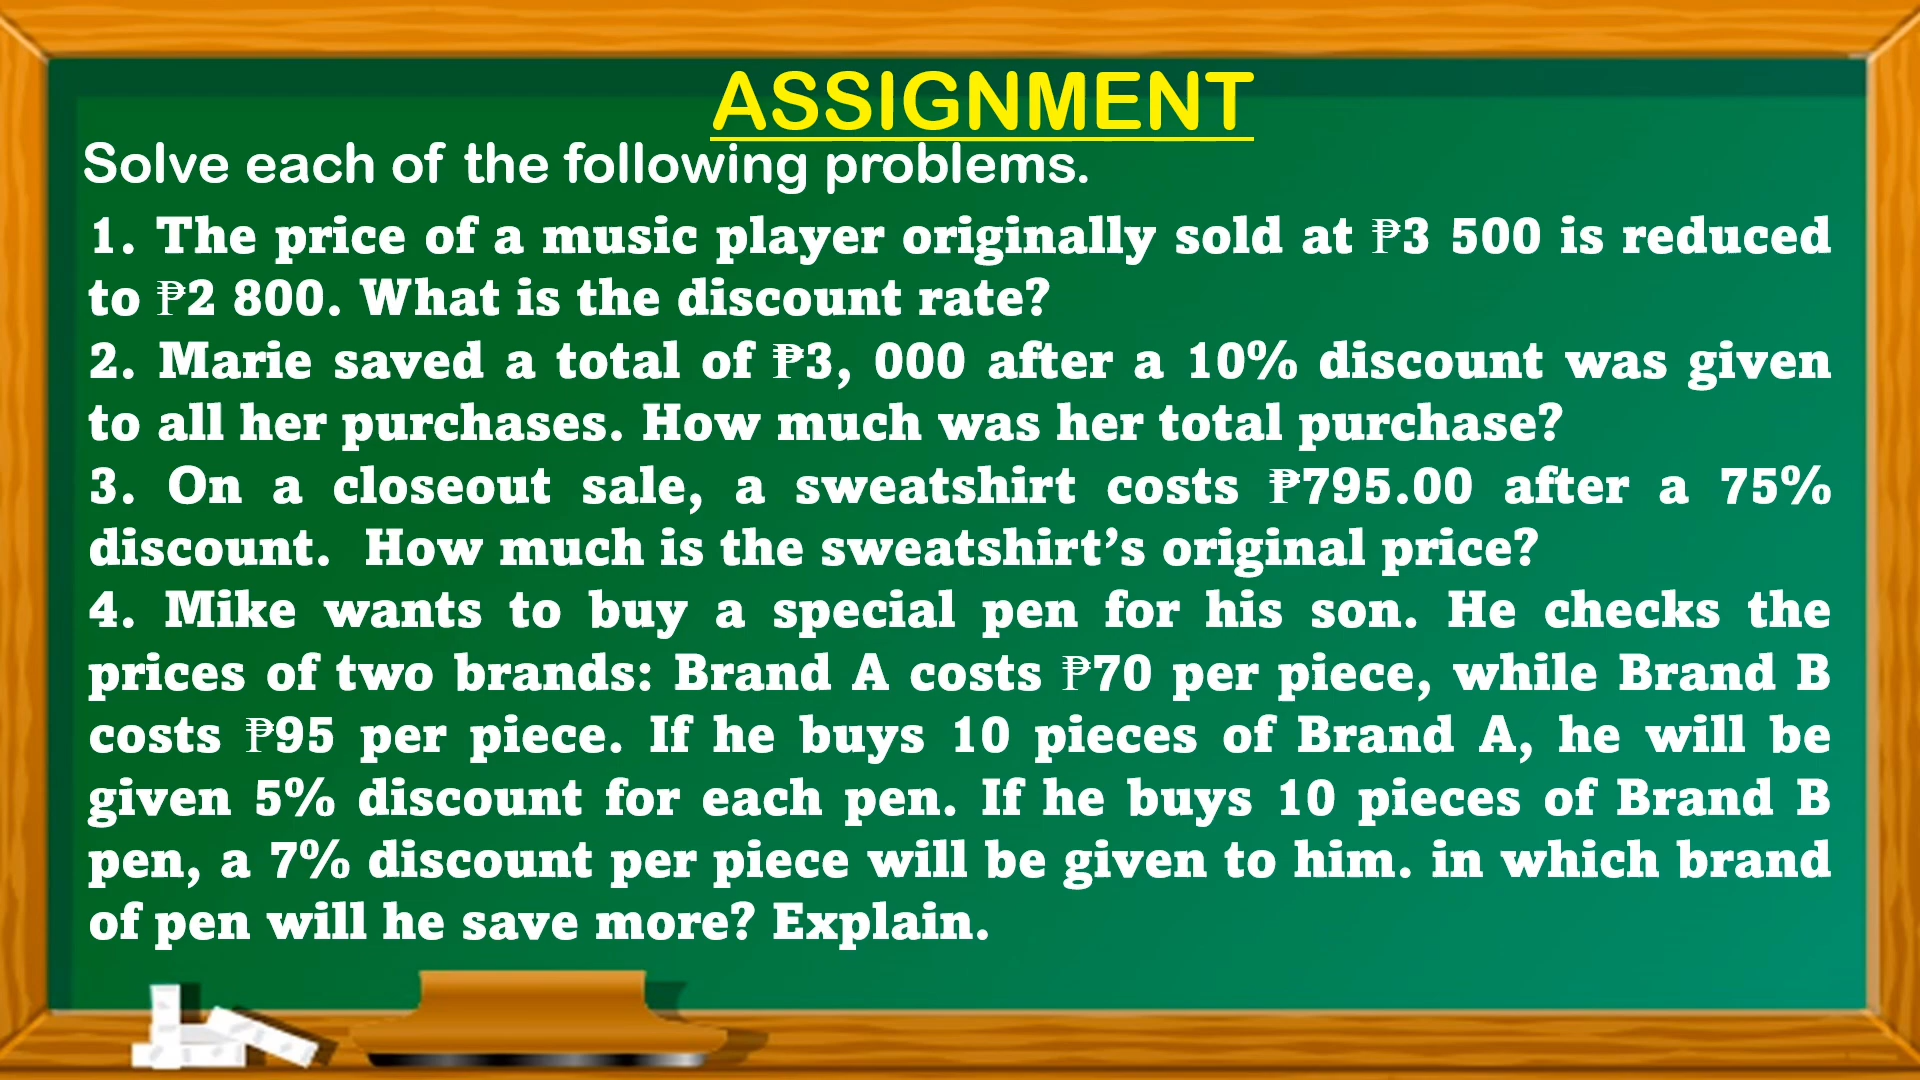 ASSIGNMENT
Solve each of the following problems.
1. The price of a music player originally sold at ₱3 500 is reduced
to ₱2 800. What is the discount rate?
2. Marie saved a total of ₱3, 000 after a 10% discount was given
to all her purchases. How much was her total purchase?
3. On a closeout sale, a sweatshirt costs ₱795.00 after a 75%
discount.  How much is the sweatshirt’s original price?
4. Mike wants to buy a special pen for his son. He checks the
prices of two brands: Brand A costs ₱70 per piece, while Brand B
costs ₱95 per piece. If he buys 10 pieces of Brand A, he will be
given 5% discount for each pen. If he buys 10 pieces of Brand B
pen, a 7% discount per piece will be given to him. in which brand
of pen will he save more? Explain.